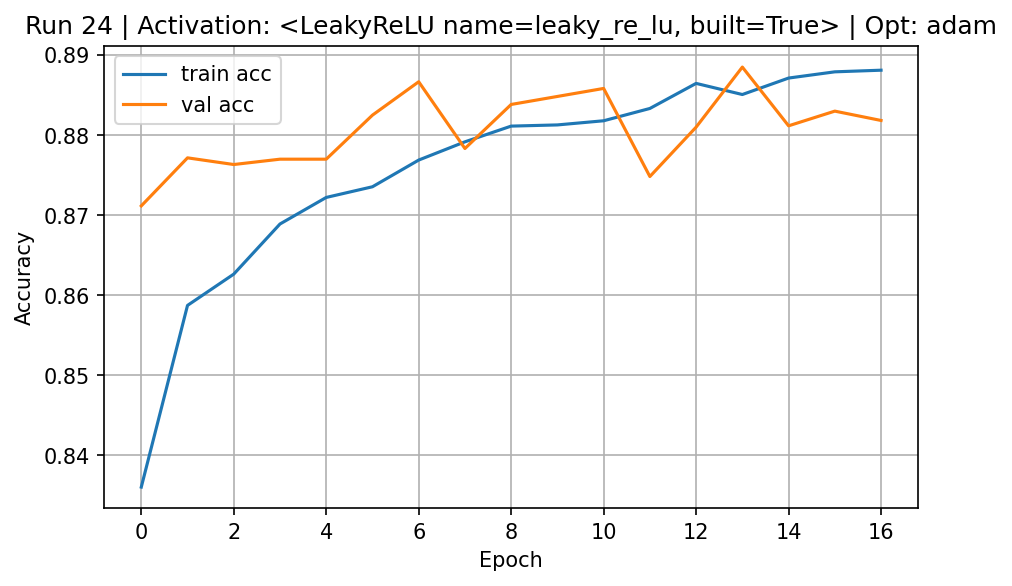 Run 24 | Activation: <LeakyReLU name=leaky_re_lu, built=True> | Opt: adam
train acc
val acc
0.89
0.88
0.87
0.86
0.85
0.84
Accuracy
0 2 4 6 8 10 12 14 16
Epoch